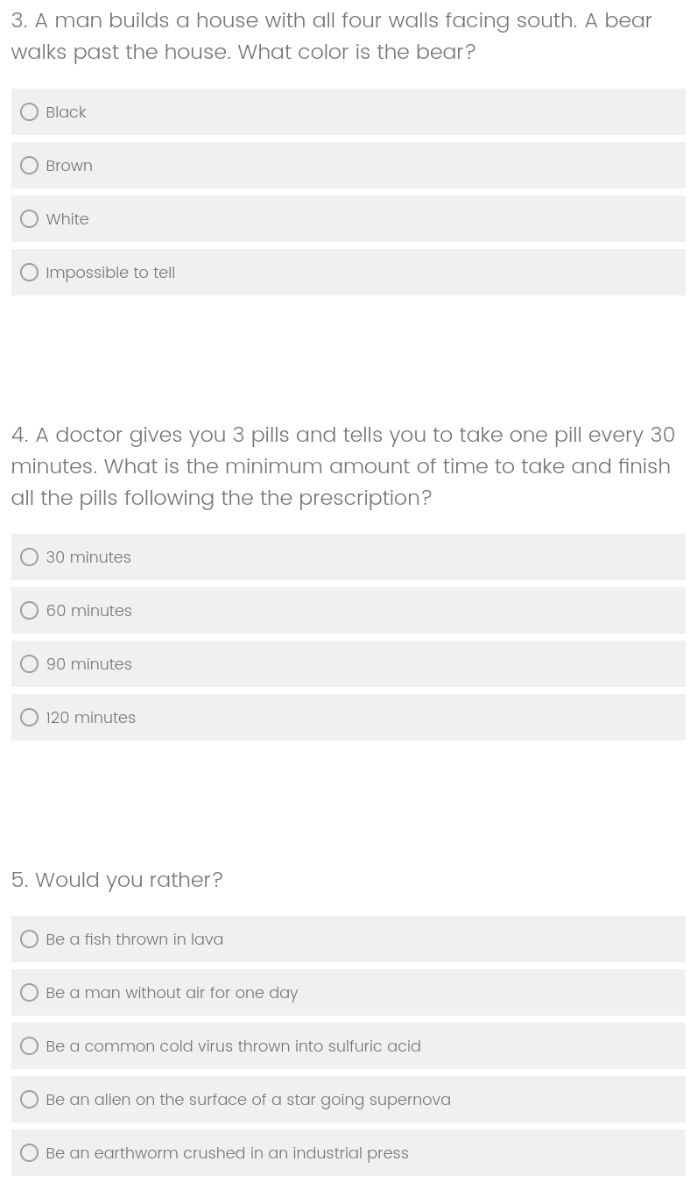 3. A man builds a house with all four walls facing south. A bear
walks past the house. What color is the bear?
Black
Brown
White
Impossible to tell
4. A doctor gives you 3 pills and tells you to take one pill every 30
minutes. What is the minimum amount of time to take and finish
all the pills following the the prescription?
30 minutes
60 minutes
90 minutes
120 minutes
5. Would you rather?
Be a fish thrown in lava
Be a man without air for one day
Be a common cold virus thrown into sulfuric acid
Be an alien on the surface of a star going supernova
Be an earthworm crushed in an industrial press